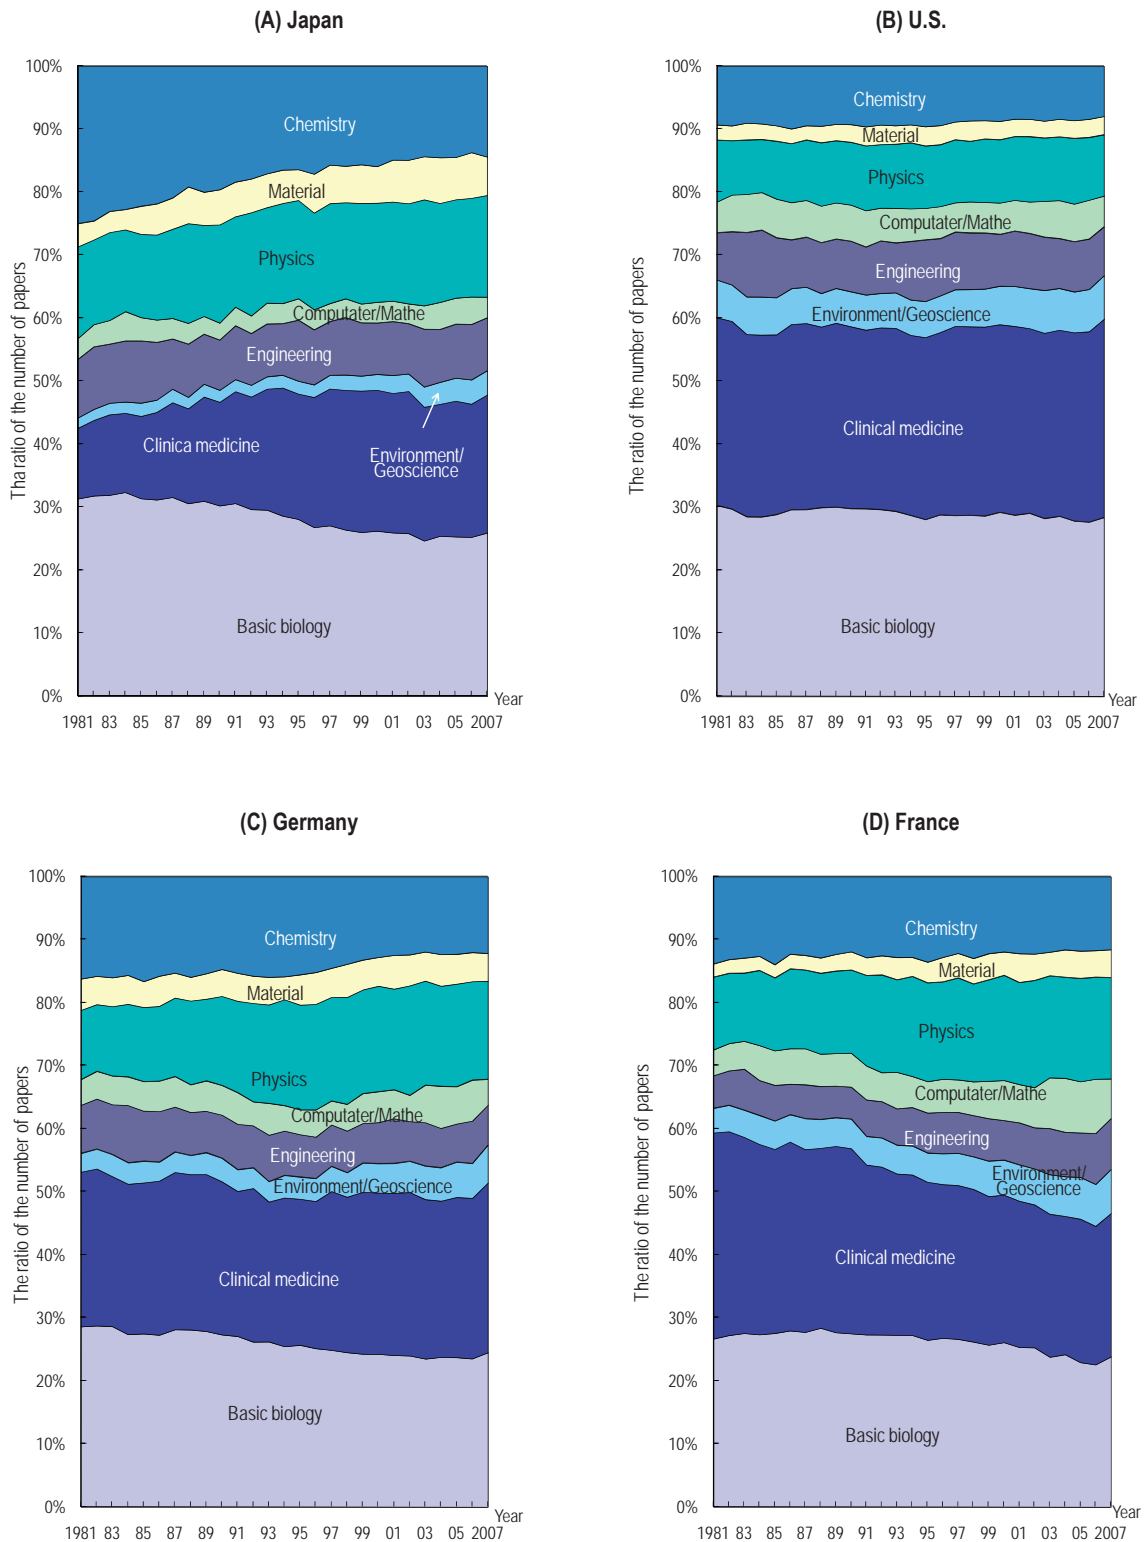 (A) Japan
Tharatio of the number of papers
100%
90%
80%
70%
60%
50%
40%
30%
20%
10%
0%
Chemistry
Material
Physics
Computater/Mathe
Engineering
Clinica medicine
Environment/
Geoscience
Basic biology
Year
1981 83 85 87 89 91 93 95 97 99 01 03 05 2007
(B) U.S.
The ratio of the number of papers
100%
90%
80%
70%
60%
50%
40%
30%
20%
10%
0%
Chemistry
Material
Physics
Computater/Mathe
Engineering
Environment/Geoscience
Clinical medicine
Basic biology
Year
1981 83 85 87 89 91 93 95 97 99 01 03 05 2007
(C) Germany
The ratio of the number of papers
100%
90%
80%
70%
60%
50%
40%
30%
20%
10%
0%
Chemistry
Material
Physics
Computater/Mathe
Engineering
Environment/Geoscience
Clinical medicine
Basic biology
Year
1981 83 85 87 89 91 93 95 97 99 01 03 05 2007
(D) France
The ratio of the number of papers
100%
90%
80%
70%
60%
50%
40%
30%
20%
10%
0%
Chemistry
Material
Physics
Computater/Mathe
Engineering
Environment/
Geoscience
Clinical medicine
Basic biology
Year
1981 83 85 87 89 91 93 95 97 99 01 03 05 2007